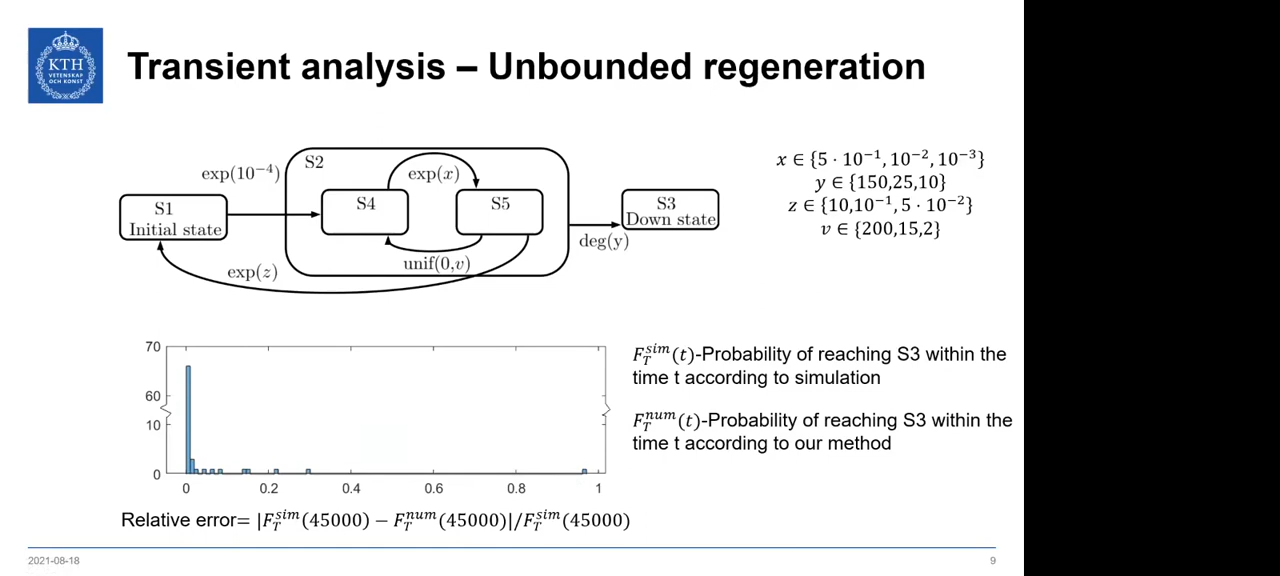 KTH
VETENSKAP
OCH KONST
Transient analysis – Unbounded regeneration
S1
Initial state
exp(10⁻⁴)
S2
S4
exp(x)
S5
unif(0,v)
exp(z)
deg(y)
S3
Down state
x ∈ {5 · 10⁻¹, 10⁻², 10⁻³}
y ∈ {150,25,10}
z ∈ {10,10⁻¹, 5 · 10⁻²}
v ∈ {200,15,2}
70
60
10
0
0 0.2 0.4 0.6 0.8 1
Relative error= |F_T^sim(45000) − F_T^num(45000)|/F_T^sim(45000)
F_T^sim(t)-Probability of reaching S3 within the
time t according to simulation
F_T^num(t)-Probability of reaching S3 within the
time t according to our method
2021-08-18
9